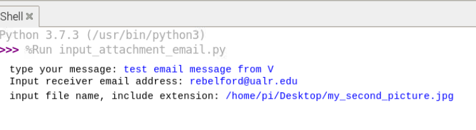 Shell
Python 3.7.3 (/usr/bin/python3)
>>> %Run input_attachment_email.py
type your message: test email message from V
Input receiver email address: rebelford@ualr.edu
input file name, include extension: /home/pi/Desktop/my_second_picture.jpg